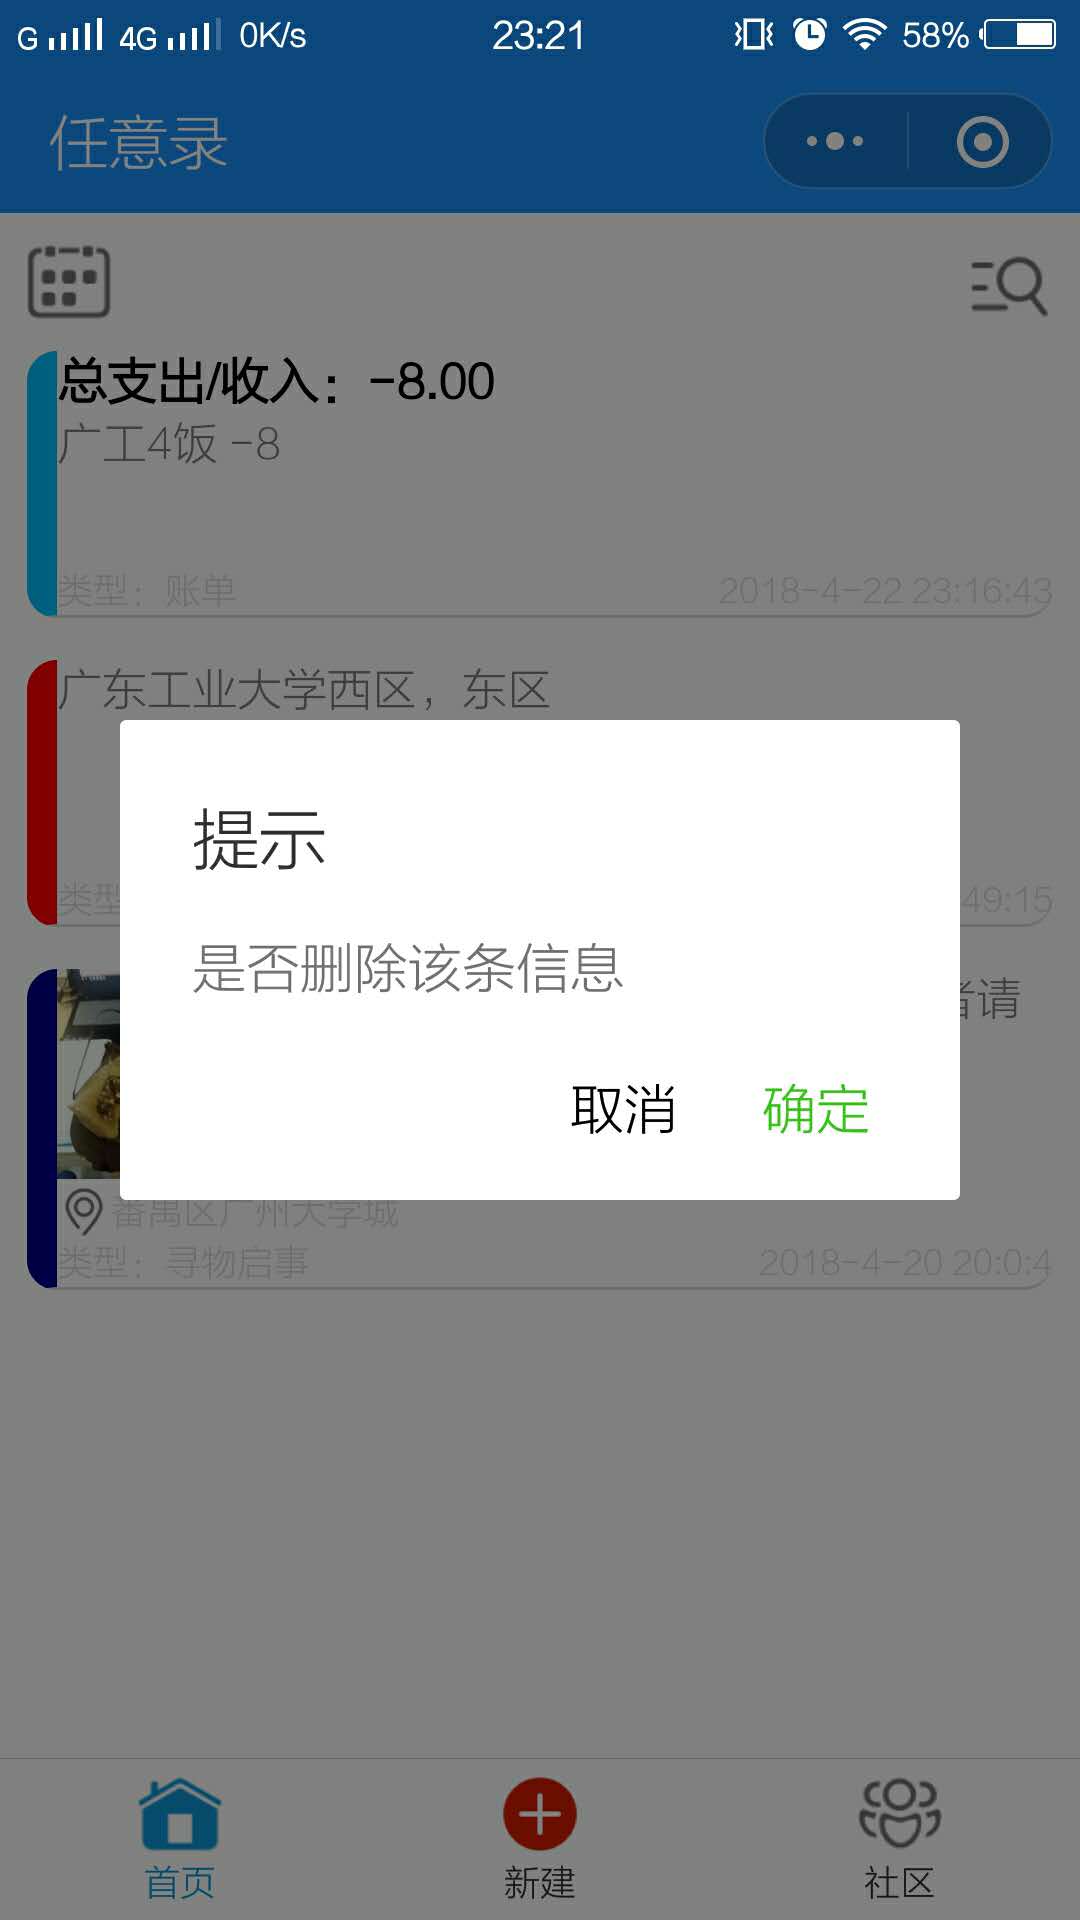 G 4G 0K/s 23:21 58%
任意录
总支出/收入：-8.00
广工4饭 -8
类型：账单 2018-4-22 23:16:43
广东工业大学西区，东区
类型 49:15
提示
是否删除该条信息
取消 确定
请
番禺区广州大学城
类型：寻物启事 2018-4-20 20:0:4
首页 新建 社区